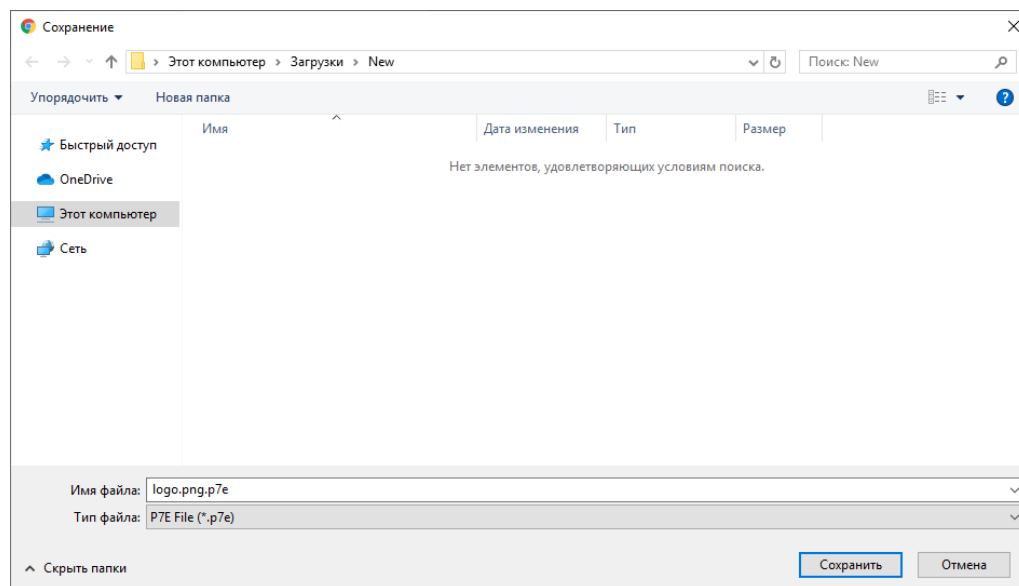 Сохранение
Этот компьютер › Загрузки › New
Поиск: New
Упорядочить
Новая папка
Имя
Дата изменения
Тип
Размер
Быстрый доступ
Нет элементов, удовлетворяющих условиям поиска.
OneDrive
Этот компьютер
Сеть
Имя файла: logo.png.p7e
Тип файла: P7E File (*.p7e)
Скрыть папки
Сохранить
Отмена